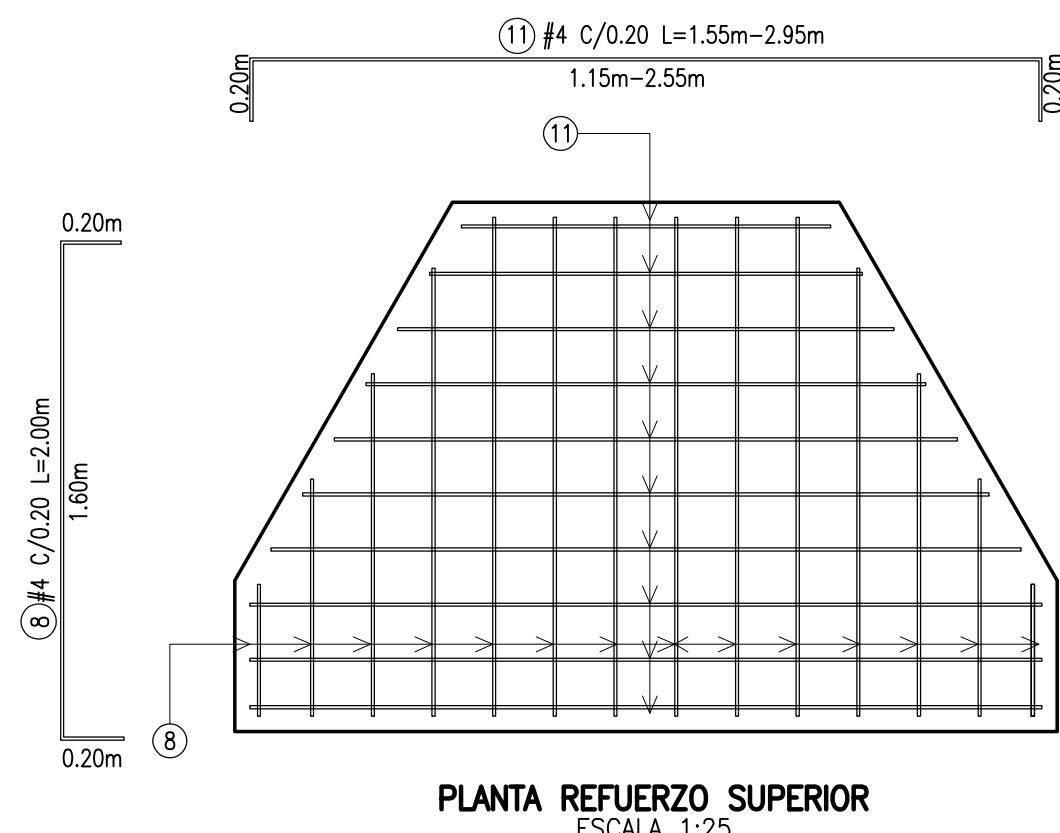 11 #4 C/0.20 L=1.55m-2.95m
0.20m
1.15m-2.55m
0.20m
11
0.20m
8 #4 C/0.20 L=2.00m
1.60m
0.20m
8
PLANTA REFUERZO SUPERIOR
ESCALA 1:25